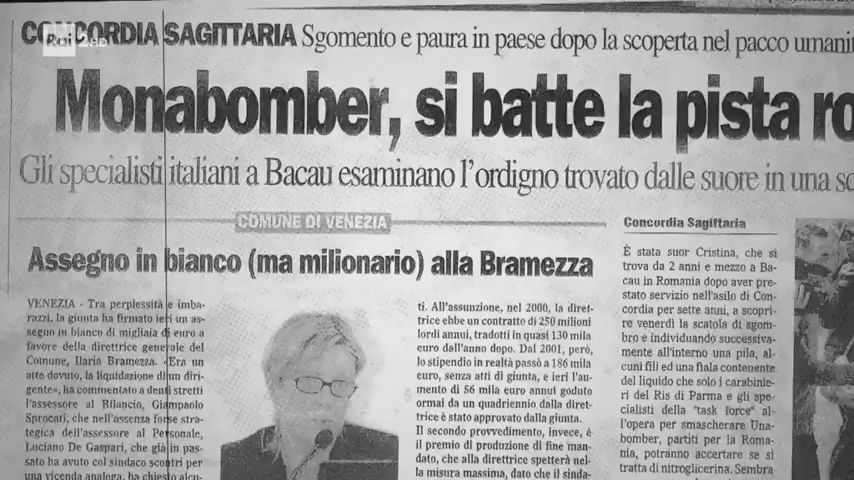 Rai 2 HD
CONCORDIA SAGITTARIA Sgomento e paura in paese dopo la scoperta nel pacco
Monabomber, si batte la pista
Gli specialisti italiani a Bacau esaminano l'ordigno trovato dalle suore in una
COMUNE DI VENEZIA
Assegno in bianco (ma milionario) alla Bramezza
VENEZIA - Tra perplessità e imba-
razzi, la giunta ha firmato ieri un as-
segno in bianco di migliaia di euro a
favore della direttrice generale del
Comune, Ilaria Bramezza. «Era un
atto dovuto, la liquidazione di un diri-
gente», ha commentato a denti stretti
l'assessore al Bilancio, Giampaolo
Sprocati, che nell'assenza forse stra-
tegica dell'assessore al Personale,
Luciano De Gaspari, che già in pas-
sato ha avuto col sindaco scontri per
una vicenda analoga, ha chiesto alcu-
ti. All'assunzione, nel 2000, la diret-
trice ebbe un contratto di 250 milioni
lordi annui, tradotti in quasi 130 mila
euro dall'anno dopo. Dal 2001, però,
lo stipendio in realtà passò a 186 mila
euro, senza atti di giunta, e ieri l'au-
mento di 56 mila euro annui goduto
ormai da un quadriennio dalla diret-
trice è stato approvato dalla giunta.
Il secondo provvedimento, invece, è
il premio di produzione di fine man-
dato, che alla direttrice spetterà nel-
la misura massima, dato che il sinda-
Concordia Sagittaria
È stata suor Cristina, che si
trova da 2 anni e mezzo a Ba-
cau in Romania dopo aver pre-
stato servizio nell'asilo di Con-
cordia per sette anni, a scopri-
re venerdì la scatola di sgom-
bro e individuando successiva-
mente all'interno una pila, al-
cuni fili ed una fiala contenente
del liquido che solo i carabinie-
ri del Ris di Parma e gli spe-
cialisti della "task force" al-
l'opera per smascherare Una-
bomber, partiti per la Roma-
nia, potranno accertare se si
tratta di nitroglicerina. Sembra